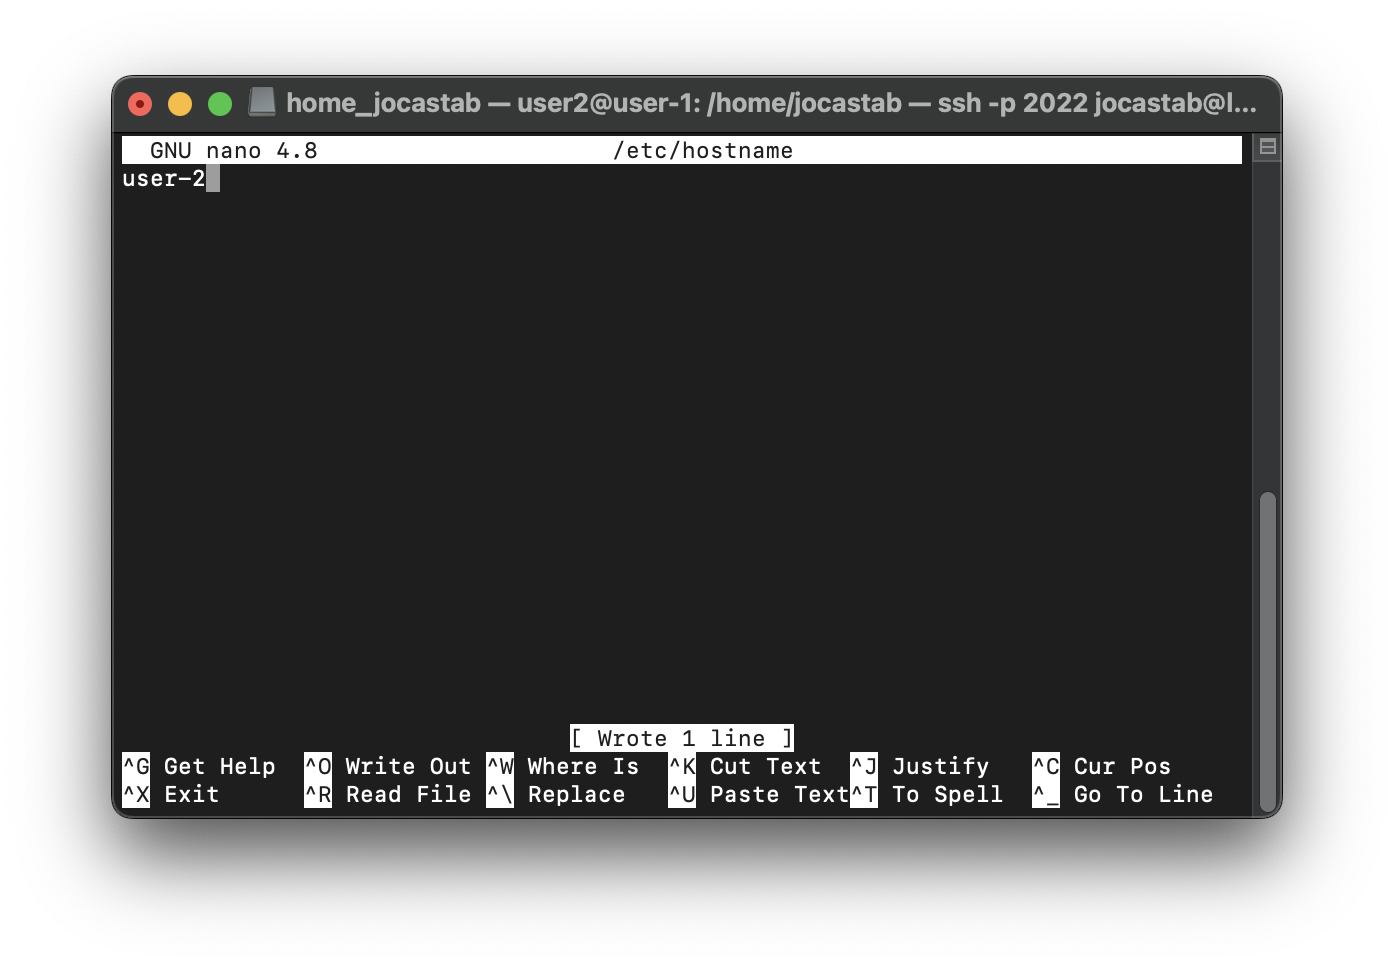 home_jocastab — user2@user-1: /home/jocastab — ssh -p 2022 jocastab@l...
GNU nano 4.8 /etc/hostname
user-2
[ Wrote 1 line ]
^G Get Help ^O Write Out ^W Where Is ^K Cut Text ^J Justify ^C Cur Pos
^X Exit ^R Read File ^\ Replace ^U Paste Text ^T To Spell ^_ Go To Line